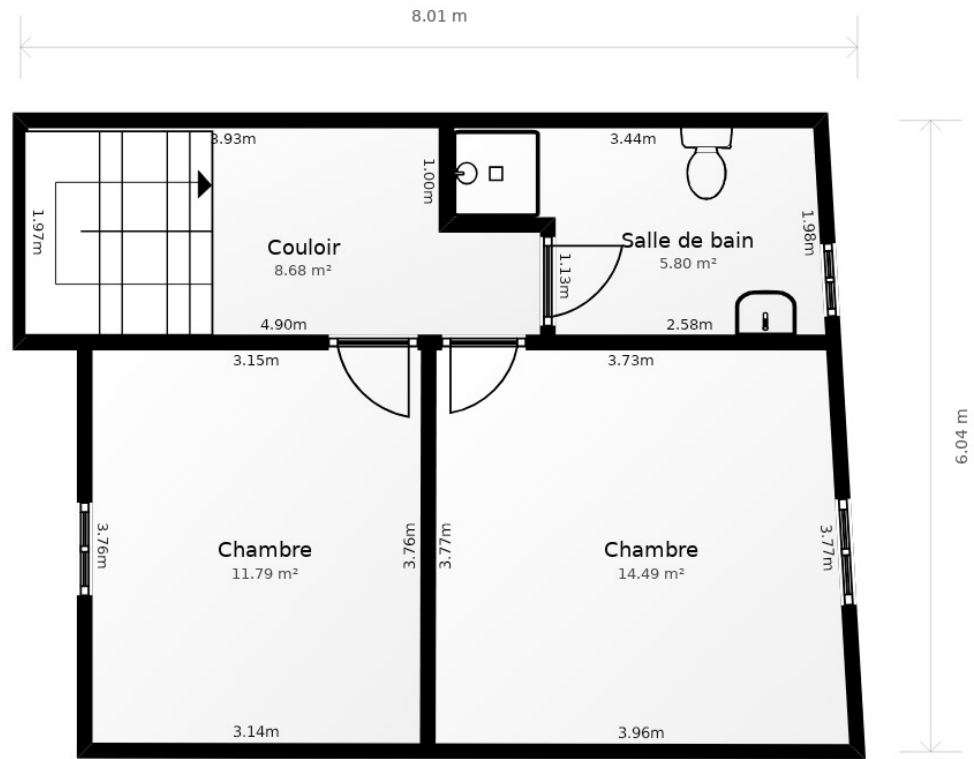 8.01 m
3.93m
3.44m
1.00m
1.97m
1.98m
Couloir
8.68 m²
Salle de bain
5.80 m²
1.13m
4.90m
2.58m
3.15m
3.73m
6.04 m
3.76m
3.76m
3.77m
3.77m
Chambre
11.79 m²
Chambre
14.49 m²
3.14m
3.96m